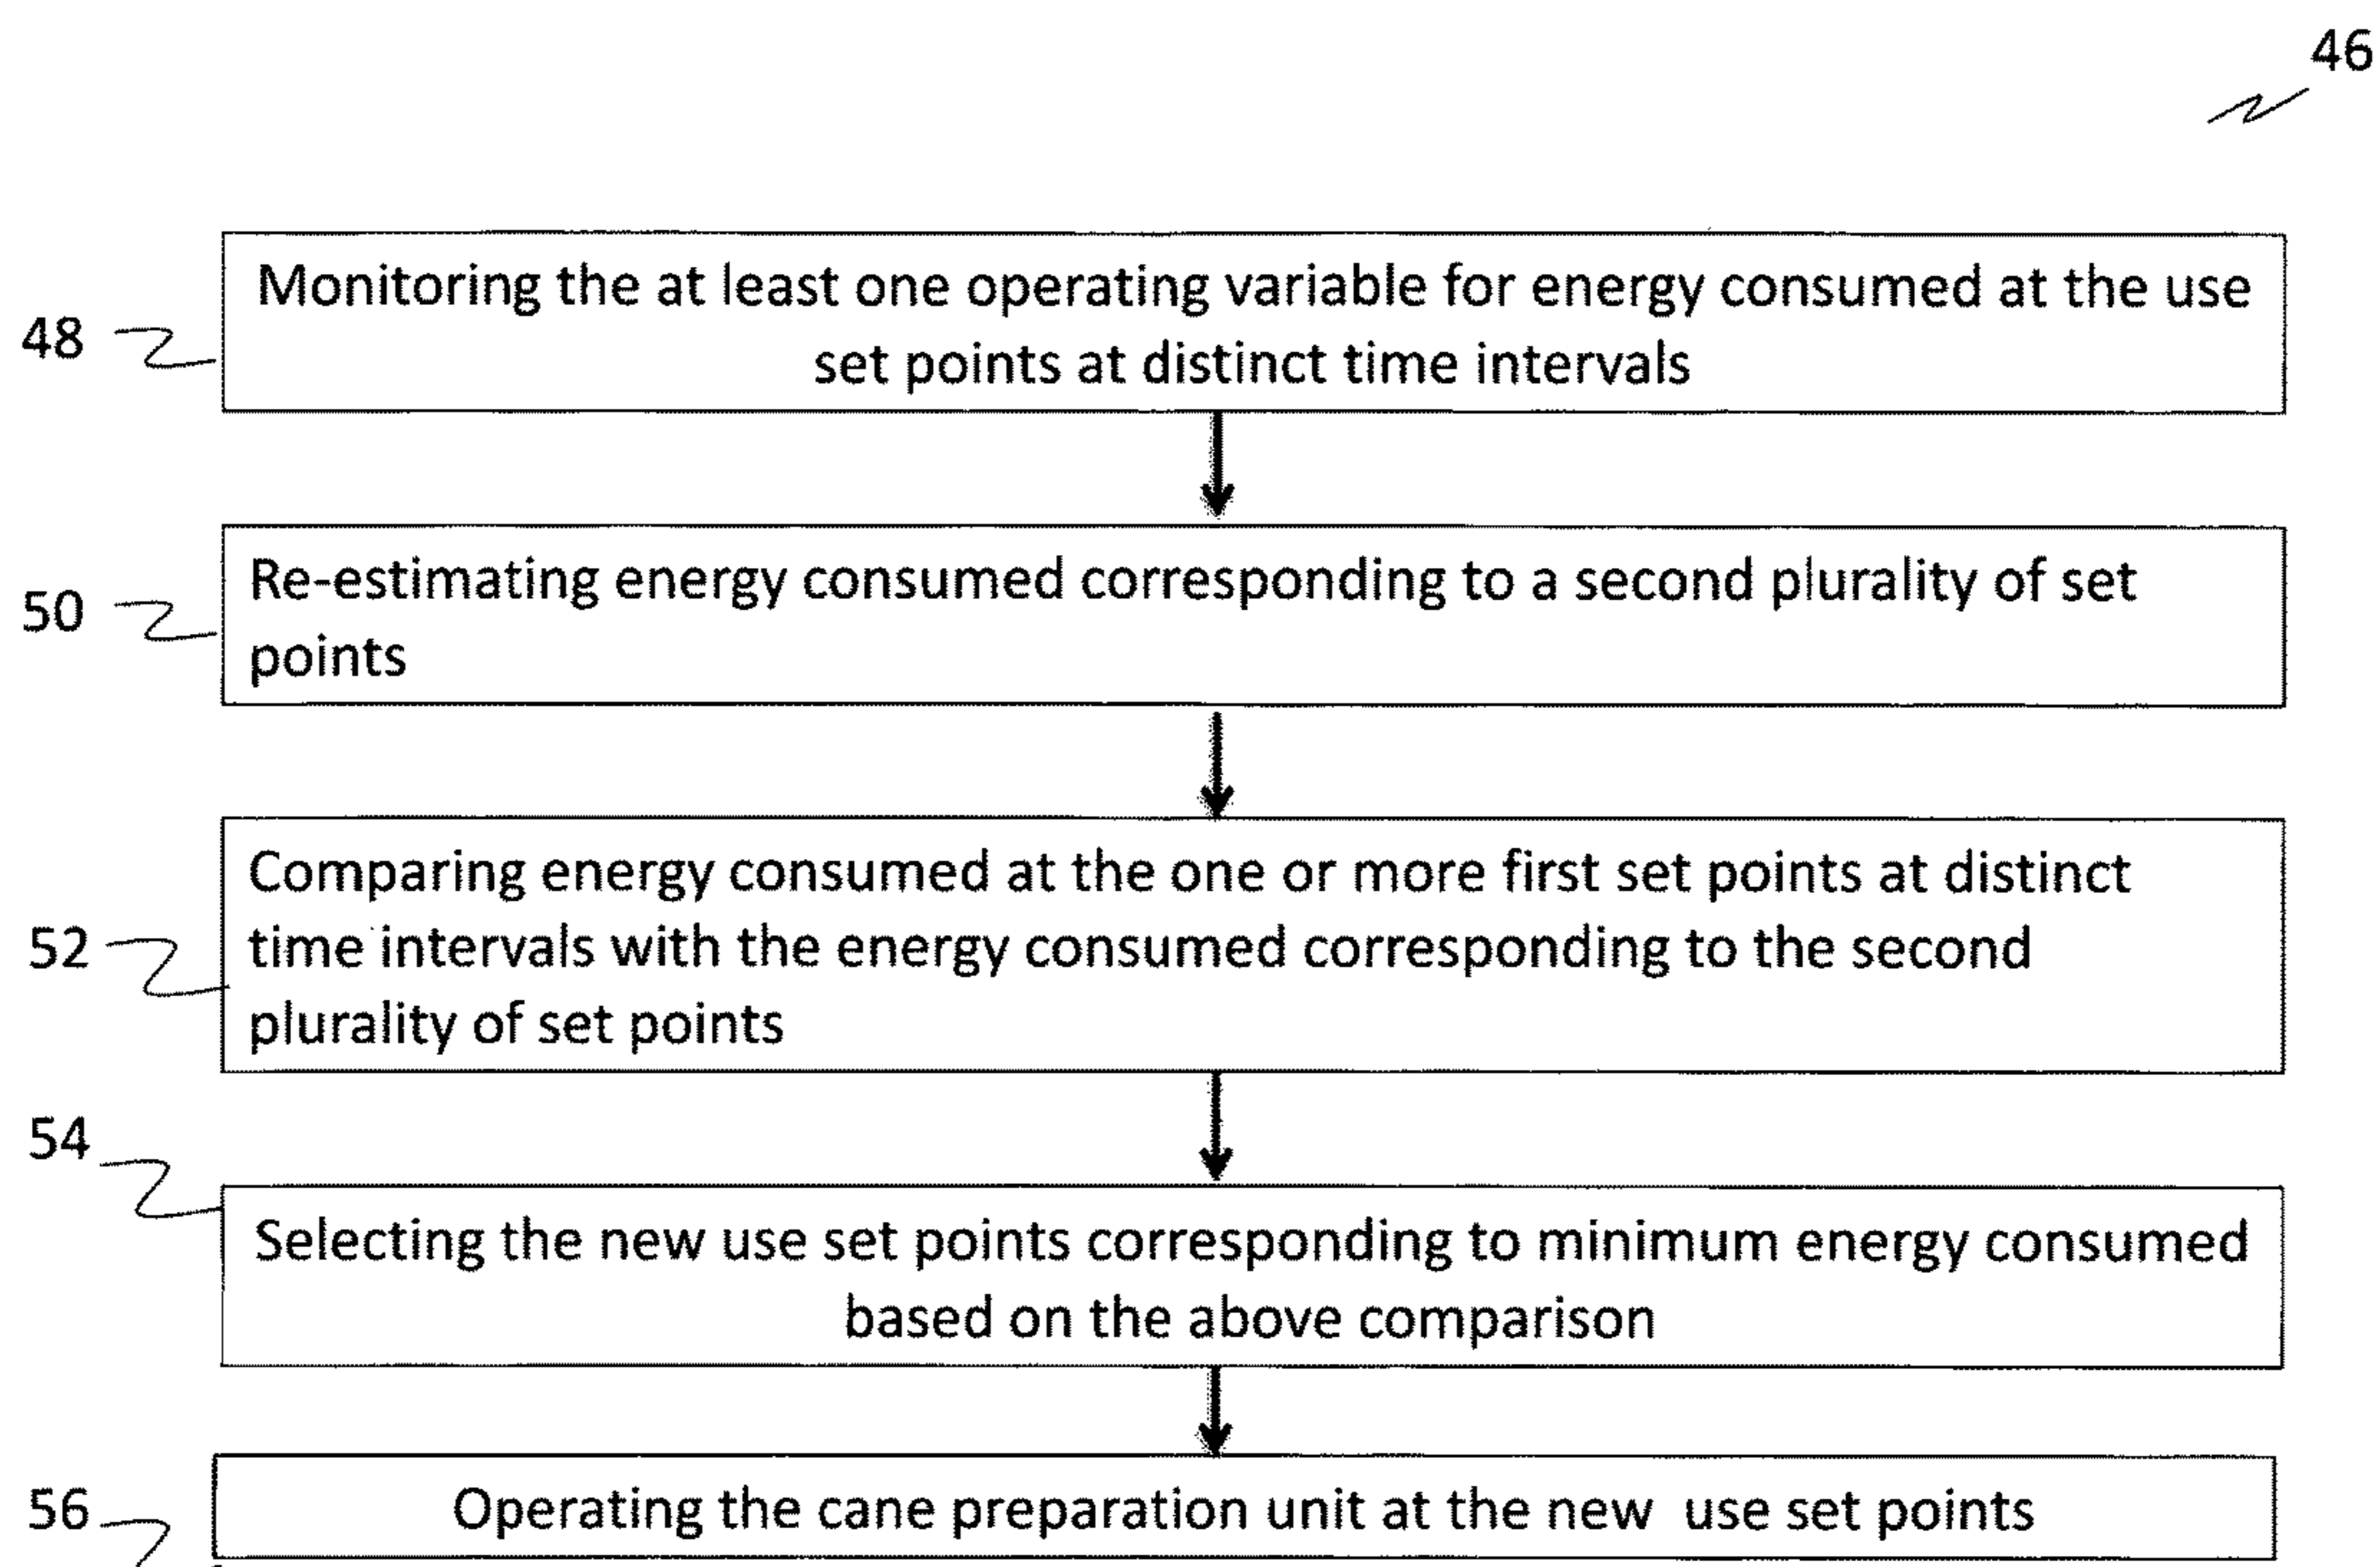 46
48
Monitoring the at least one operating variable for energy consumed at the use
set points at distinct time intervals
50
Re-estimating energy consumed corresponding to a second plurality of set
points
52
Comparing energy consumed at the one or more first set points at distinct
time intervals with the energy consumed corresponding to the second
plurality of set points
54
Selecting the new use set points corresponding to minimum energy consumed
based on the above comparison
56
Operating the cane preparation unit at the new use set points